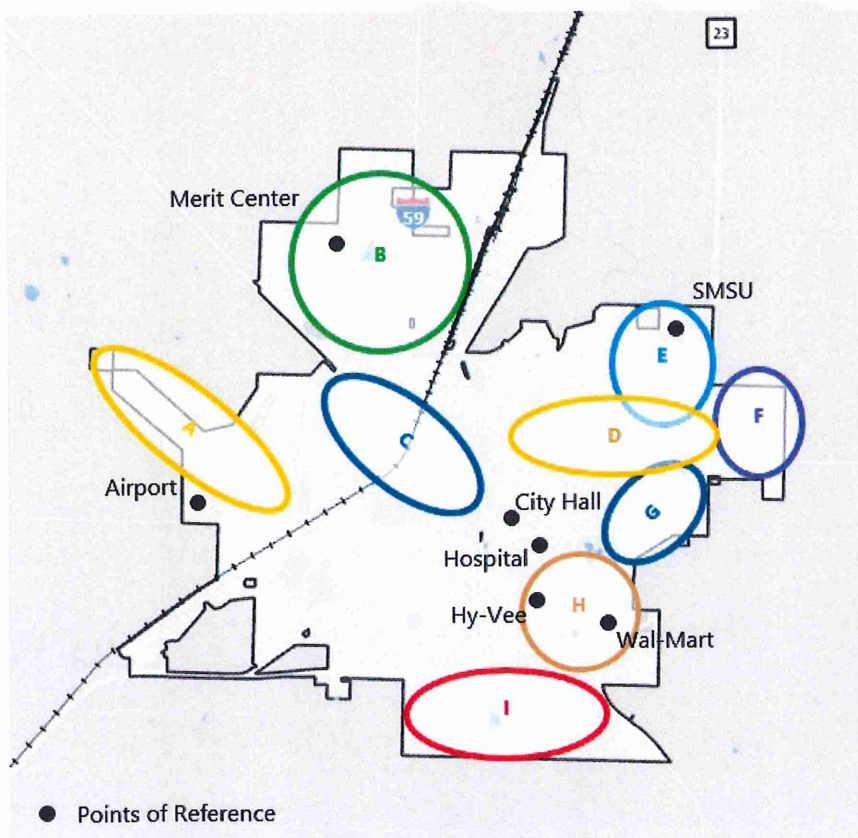 23
Merit Center
59
B
SMSU
E
A
C
D
F
Airport
City Hall
G
Hospital
Hy-Vee
H
Wal-Mart
I
Points of Reference